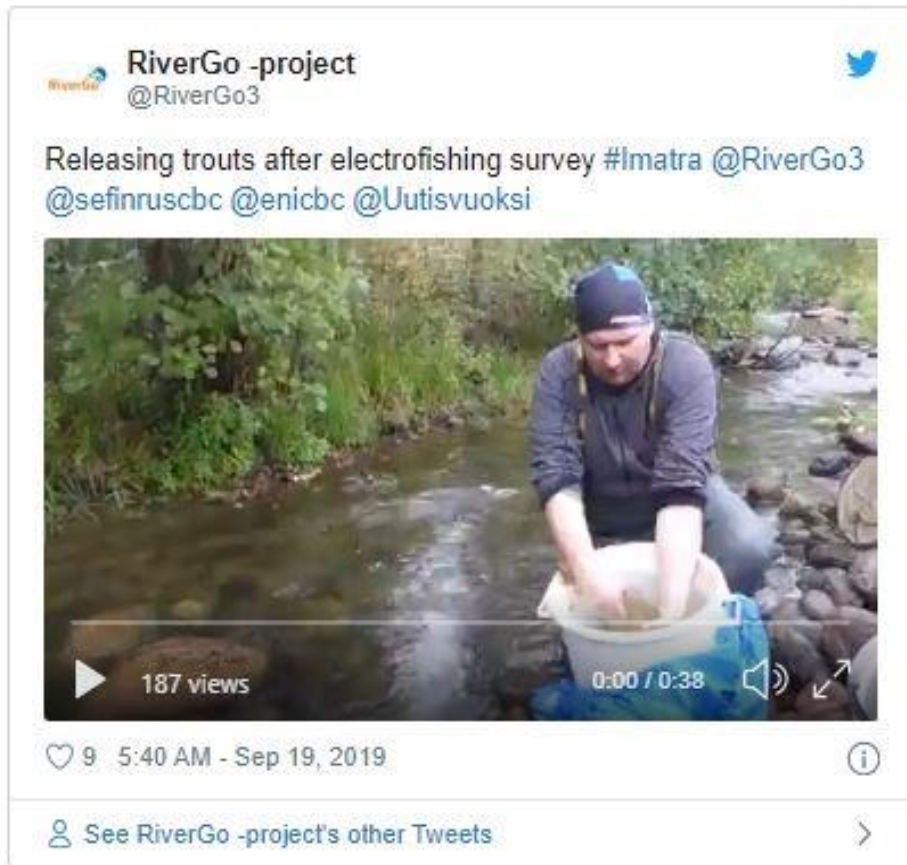 RiverGo -project
RiverGo
@RiverGo3
Releasing trouts after electrofishing survey #Imatra @RiverGo3
@sefinruscbc @enicbc @Uutisvuoksi
187 views
0:00 / 0:38
9 5:40 AM - Sep 19, 2019
See RiverGo -project's other Tweets